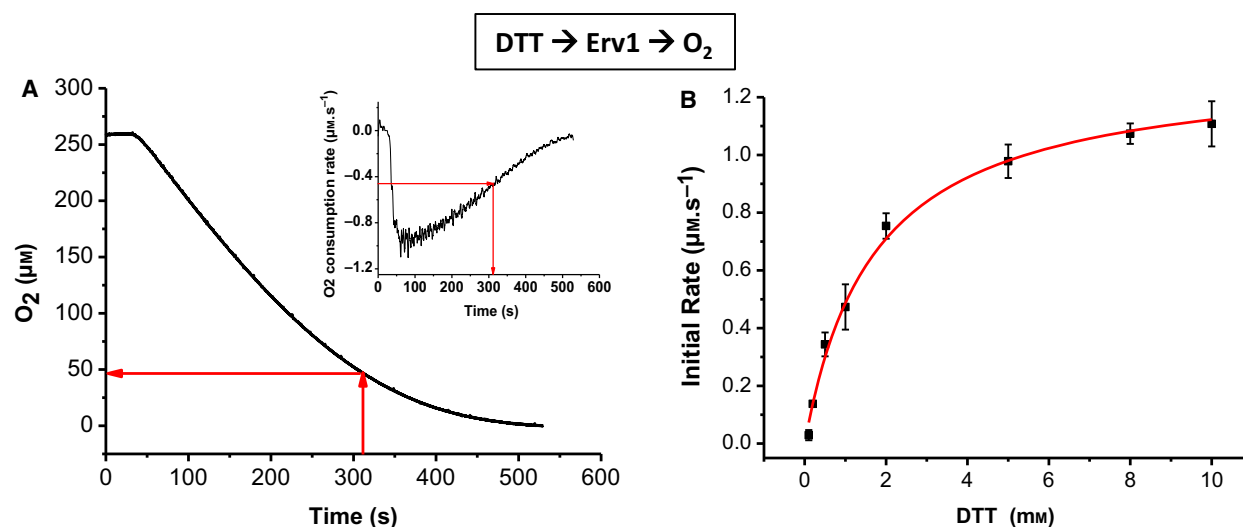 DTT → Erv1 → O₂
A
300
250
200
150
100
50
0
O₂ (µM)
0 100 200 300 400 500 600
Time (s)
0.0
−0.4
−0.8
−1.2
O2 consumption rate (µM.s⁻¹)
0 100 200 300 400 500 600
Time (s)
B
1.2
1.0
0.8
0.6
0.4
0.2
0.0
Initial Rate (µM.s⁻¹)
0 2 4 6 8 10
DTT (mM)